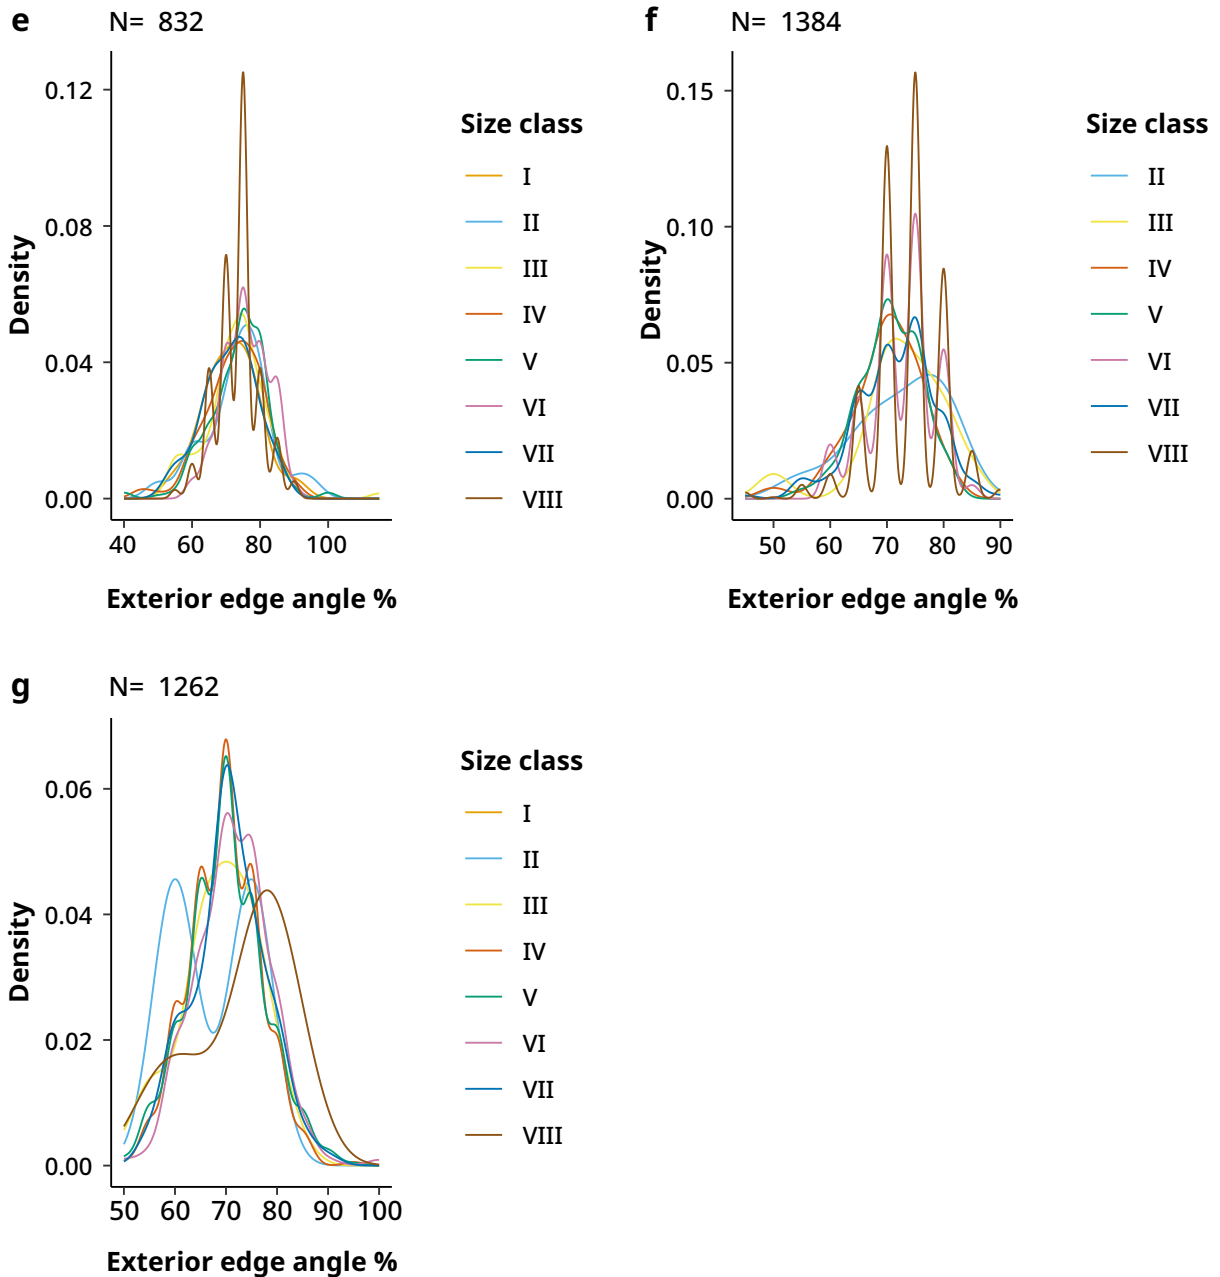 e N= 832
0.12
0.08
0.04
0.00
Density
40 60 80 100
Exterior edge angle %
Size class
I
II
III
IV
V
VI
VII
VIII
f N= 1384
0.15
0.10
0.05
0.00
Density
50 60 70 80 90
Exterior edge angle %
Size class
II
III
IV
V
VI
VII
VIII
g N= 1262
0.06
0.04
0.02
0.00
Density
50 60 70 80 90 100
Exterior edge angle %
Size class
I
II
III
IV
V
VI
VII
VIII